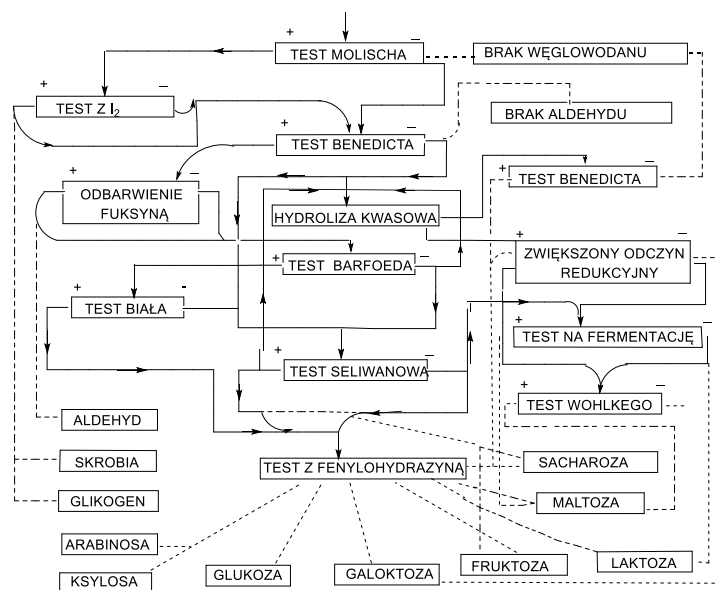 + TEST MOLISCHA −
BRAK WĘGLOWODANU
+ TEST Z I2 −
BRAK ALDEHYDU
+ TEST BENEDICTA −
+ TEST BENEDICTA −
+ ODBARWIENIE −
FUKSYNĄ
HYDROLIZA KWASOWA
+ ZWIĘKSZONY ODCZYN −
REDUKCYJNY
+ TEST BARFOEDA −
+ TEST BIAŁA -
+ TEST NA FERMENTACJĘ −
+ TEST SELIWANOWA −
+ TEST WOHLKEGO −
ALDEHYD
SKROBIA
TEST Z FENYLOHYDRAZYNĄ
SACHAROZA
GLIKOGEN
MALTOZA
ARABINOSA
KSYLOSA
GLUKOZA
GALOKTOZA
FRUKTOZA
LAKTOZA